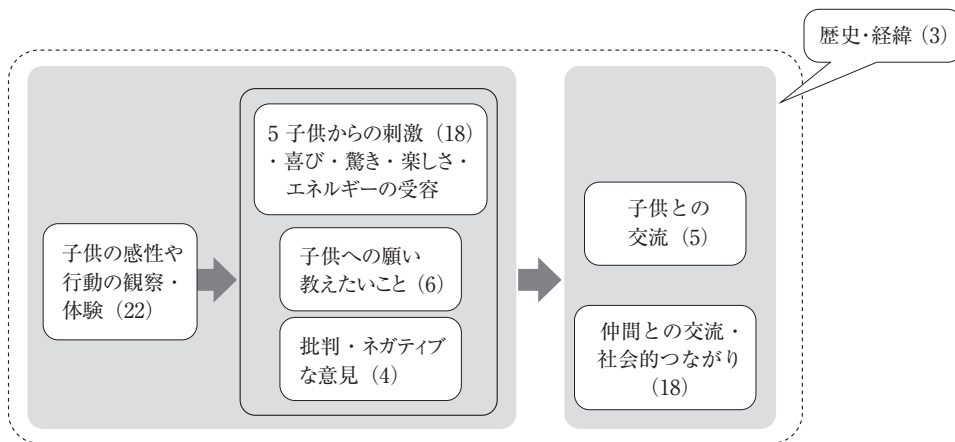 歴史・経緯 (3)
5 子供からの刺激 (18)
・喜び・驚き・楽しさ・
エネルギーの受容
子供の感性や
行動の観察・
体験 (22)
子供への願い
教えたいこと (6)
批判・ネガティブ
な意見 (4)
子供との
交流 (5)
仲間との交流・
社会的つながり
(18)